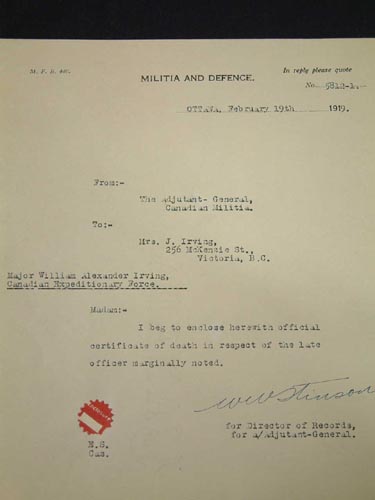 M. F. B.
MILITIA AND DEFENCE.
In reply please quote
No. 5812-1.
OTTAWA, February 19th 1919.
From:-
The Adjutant- General,
Canadian Militia.
To:-
Mrs. J. Irving,
256 McKenzie St.,
Victoria, B.C.
Major William Alexander Irving,
Canadian Expeditionary Force.
Madam:-
I beg to enclose herewith official
certificate of death in respect of the late
officer marginally noted.
Stinson
for Director of Records,
for a/Adjutant-General.
E.S.
Cas.